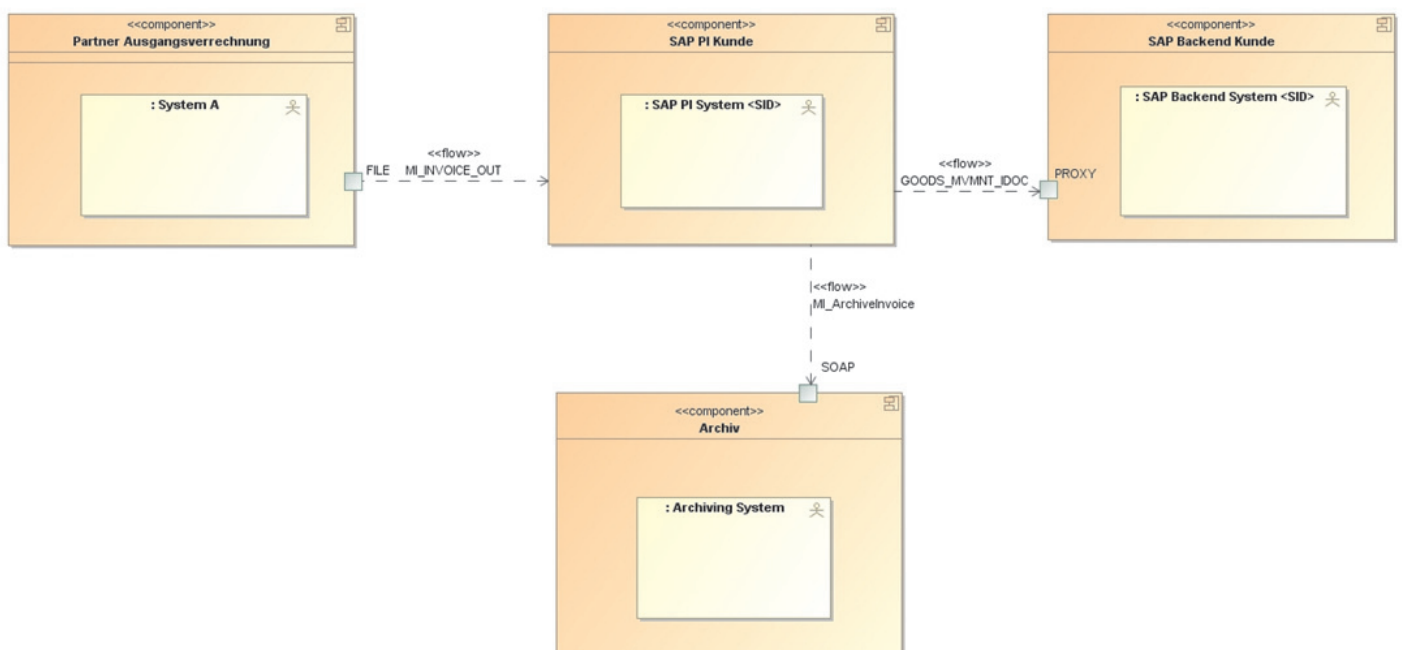 <<component>>
Partner Ausgangsverrechnung
: System A
FILE
<<flow>>
MI_INVOICE_OUT
<<component>>
SAP PI Kunde
: SAP PI System <SID>
<<flow>>
GOODS_MVMNT_IDOC
PROXY
<<component>>
SAP Backend Kunde
: SAP Backend System <SID>
<<flow>>
MI_ArchiveInvoice
SOAP
<<component>>
Archiv
: Archiving System